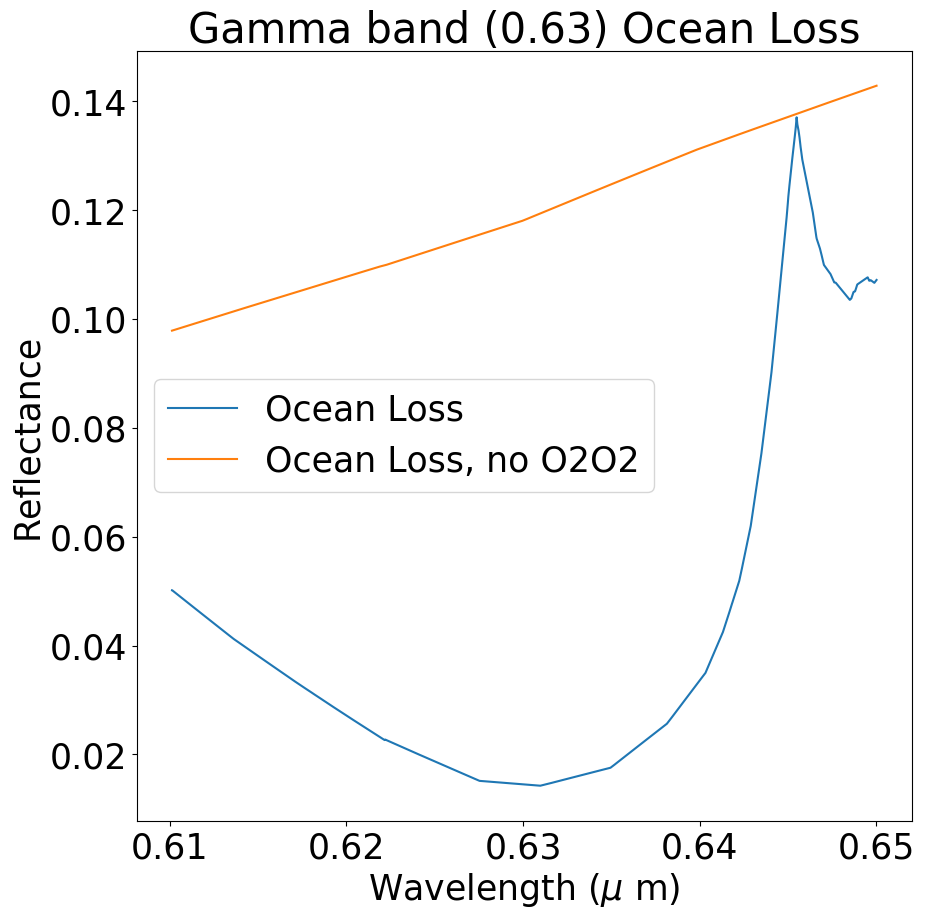 Gamma band (0.63) Ocean Loss
0.14
0.12
0.10
0.08
0.06
0.04
0.02
Reflectance
Ocean Loss
Ocean Loss, no O2O2
0.61 0.62 0.63 0.64 0.65
Wavelength (μ m)